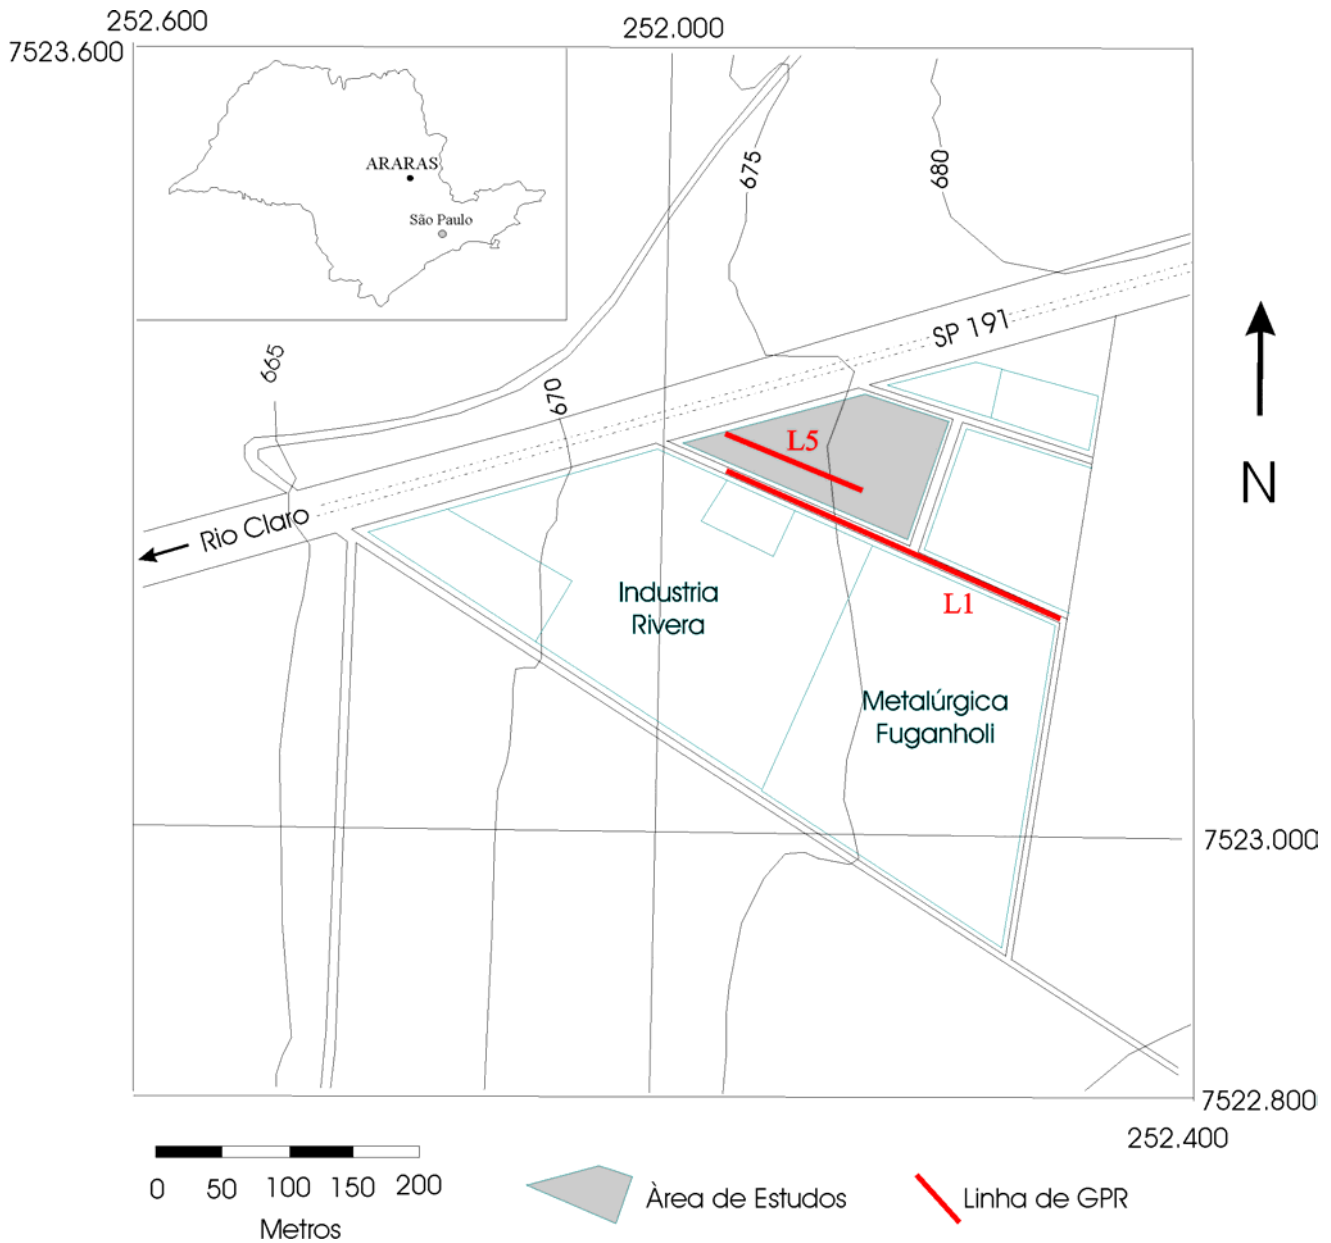 252.600
252.000
7523.600
675
680
ARARAS
São Paulo
SP 191
665
670
L5
Rio Claro
Industria
Rivera
L1
Metalúrgica
Fuganholi
N
7523.000
7522.800
252.400
0 50 100 150 200
Metros
Àrea de Estudos
Linha de GPR